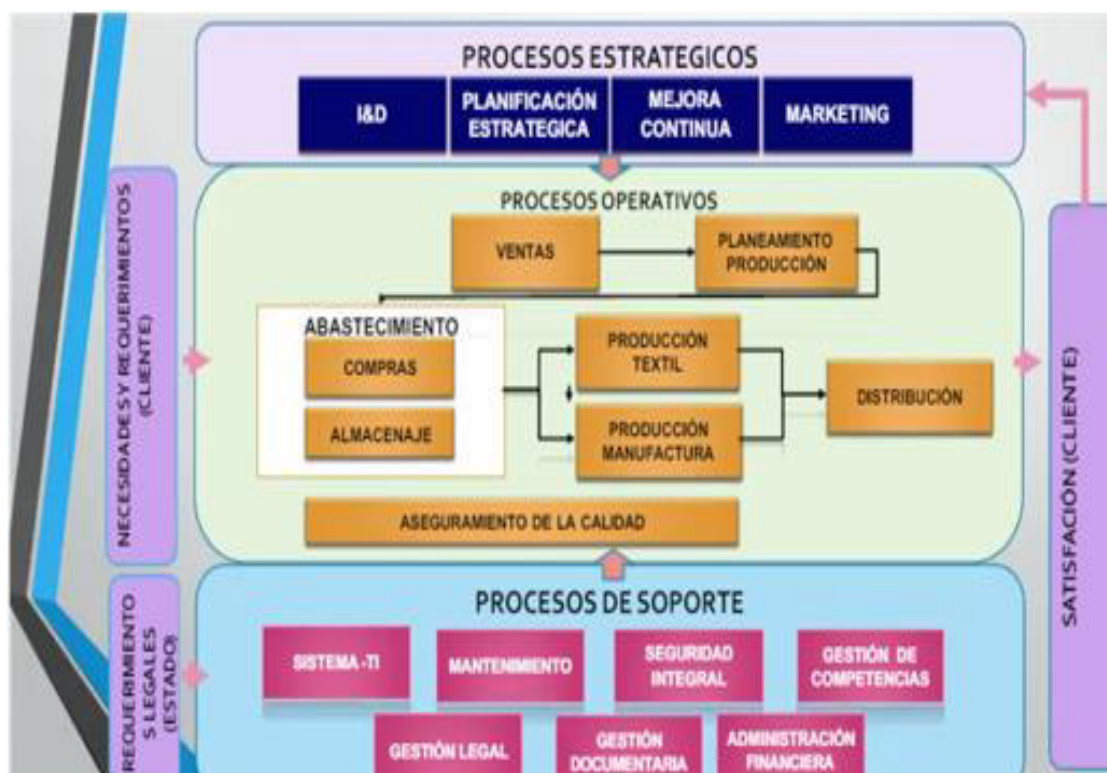 PROCESOS ESTRATEGICOS
I&D
PLANIFICACIÓN
ESTRATEGICA
MEJORA
CONTINUA
MARKETING
NECESIDADES Y REQUERIMIENTOS
(CLIENTE)
PROCESOS OPERATIVOS
VENTAS
PLANEAMIENTO
PRODUCCIÓN
ABASTECIMIENTO
COMPRAS
ALMACENAJE
PRODUCCIÓN
TEXTIL
PRODUCCIÓN
MANUFACTURA
DISTRIBUCIÓN
ASEGURAMIENTO DE LA CALIDAD
SATISFACCIÓN (CLIENTE)
REQUERIMIENTO
S LEGALES
(ESTADO)
PROCESOS DE SOPORTE
SISTEMA -TI
MANTENIMIENTO
SEGURIDAD
INTEGRAL
GESTIÓN DE
COMPETENCIAS
GESTIÓN LEGAL
GESTIÓN
DOCUMENTARIA
ADMINISTRACIÓN
FINANCIERA